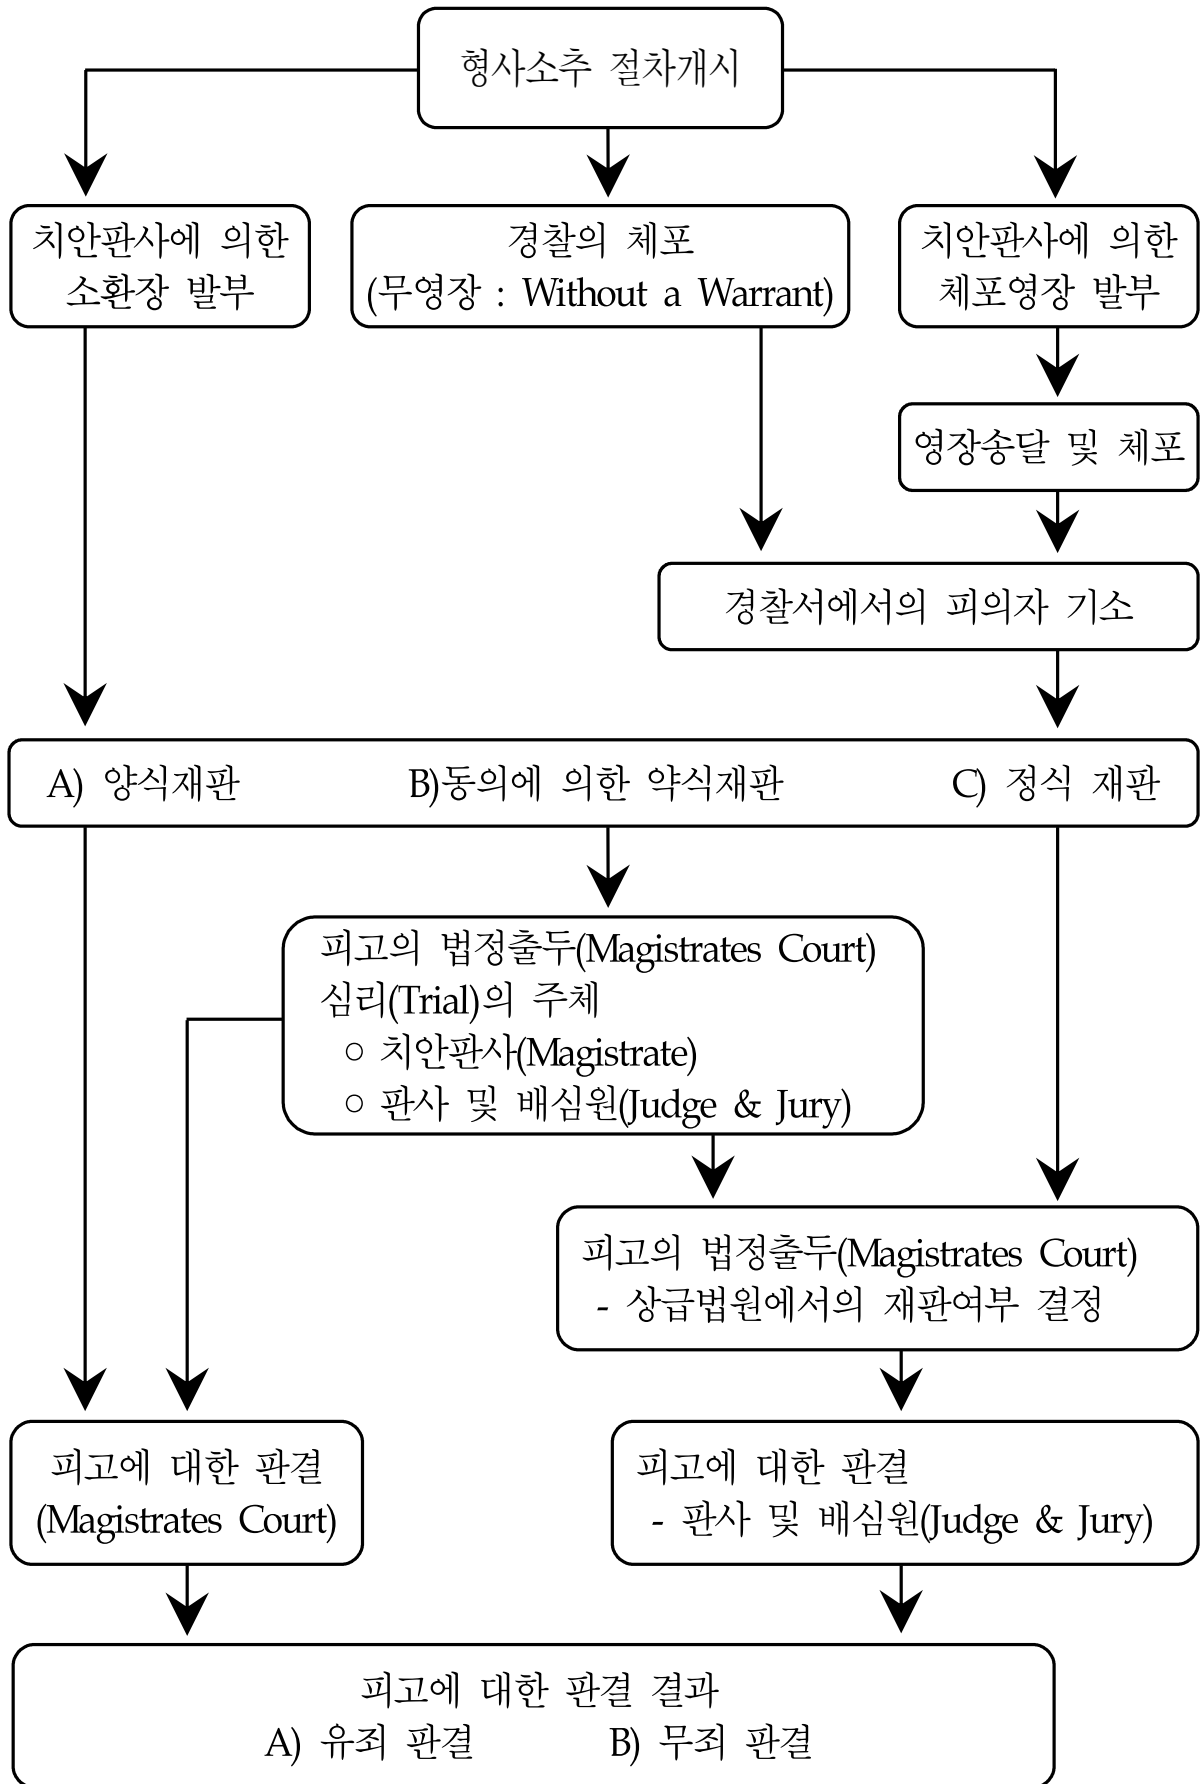 형사소추 절차개시
치안판사에 의한
소환장 발부
경찰의 체포
(무영장 : Without a Warrant)
치안판사에 의한
체포영장 발부
영장송달 및 체포
경찰서에서의 피의자 기소
A) 양식재판 B)동의에 의한 약식재판 C) 정식 재판
피고의 법정출두(Magistrates Court)
심리(Trial)의 주체
○ 치안판사(Magistrate)
○ 판사 및 배심원(Judge & Jury)
피고의 법정출두(Magistrates Court)
- 상급법원에서의 재판여부 결정
피고에 대한 판결
(Magistrates Court)
피고에 대한 판결
- 판사 및 배심원(Judge & Jury)
피고에 대한 판결 결과
A) 유죄 판결 B) 무죄 판결